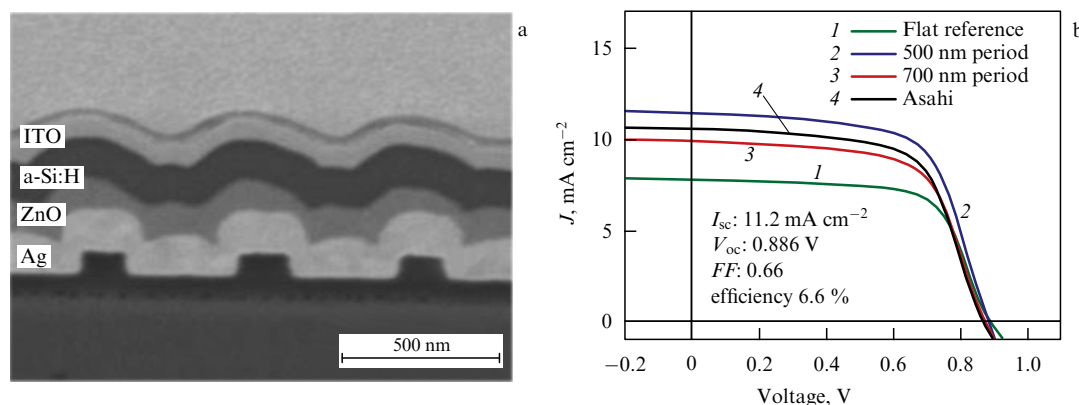 a
ITO
a-Si:H
ZnO
Ag
500 nm
b
J, mA cm−2
15
10
5
0
1 Flat reference
2 500 nm period
3 700 nm period
4 Asahi
4
3
1
2
Isc: 11.2 mA cm−2
Voc: 0.886 V
FF: 0.66
efficiency 6.6 %
−0.2 0 0.2 0.4 0.6 0.8 1.0
Voltage, V